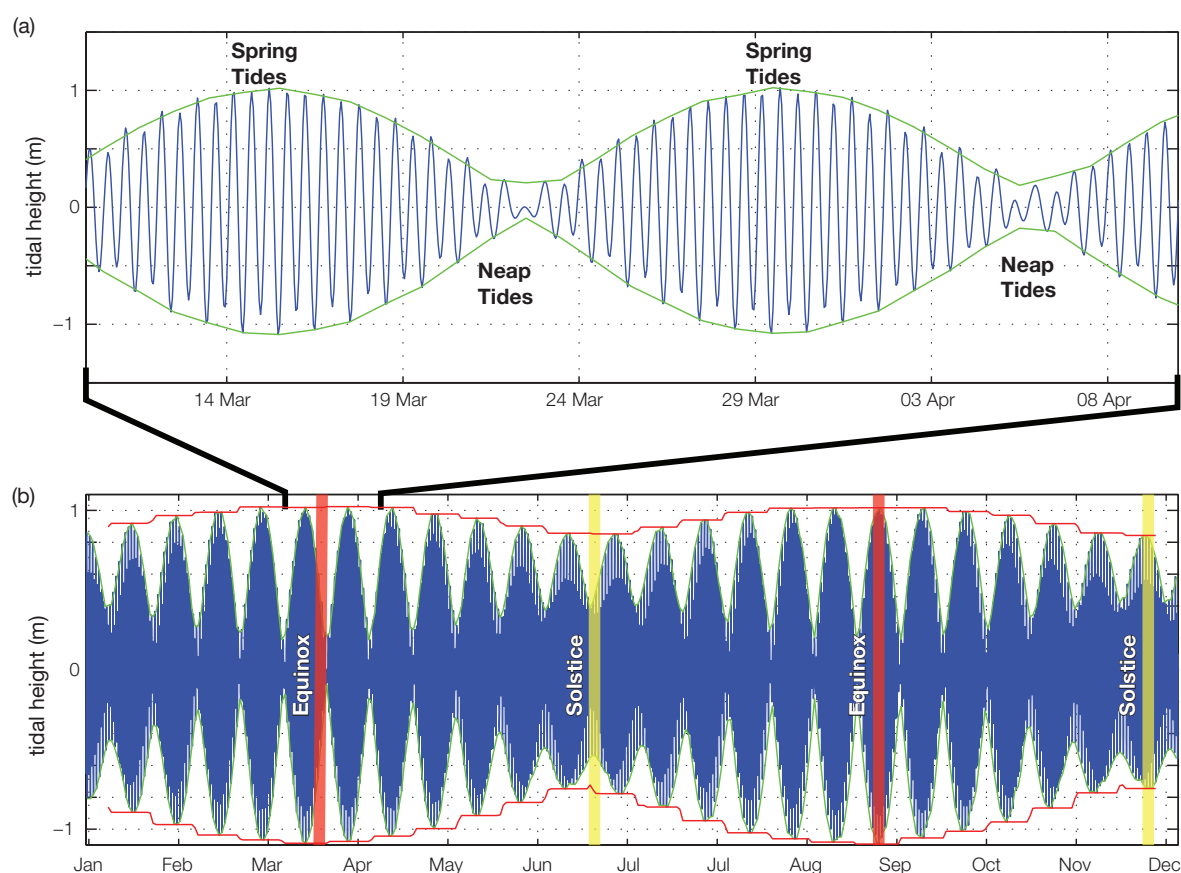 (a)
Spring
Tides
Spring
Tides
1
0
−1
tidal height (m)
Neap
Tides
Neap
Tides
14 Mar
19 Mar
24 Mar
29 Mar
03 Apr
08 Apr
(b)
1
0
-1
tidal height (m)
Equinox
Solstice
Equinox
Solstice
Jan
Feb
Mar
Apr
May
Jun
Jul
Aug
Sep
Oct
Nov
Dec